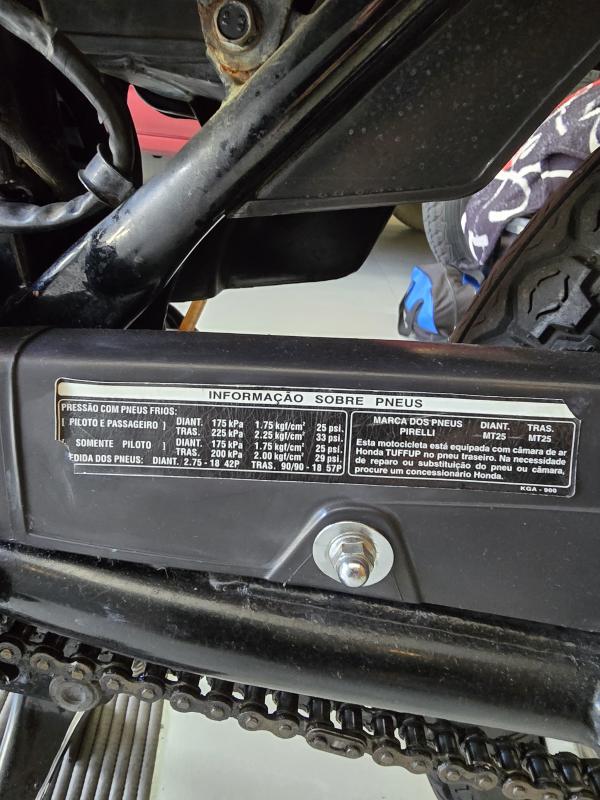 INFORMAÇÃO SOBRE PNEUS
PRESSÃO COM PNEUS FRIOS:
[ PILOTO E PASSAGEIRO ] DIANT. 175 kPa 1.75 kgf/cm² 25 psi.
TRAS. 225 kPa 2.25 kgf/cm² 33 psi.
SOMENTE PILOTO ] DIANT. 175 kPa 1.75 kgf/cm² 25 psi.
TRAS. 200 kPa 2.00 kgf/cm² 29 psi.
EDIDA DOS PNEUS: DIANT. 2.75 - 18 42P TRAS. 90/90 - 18 57P
MARCA DOS PNEUS DIANT. TRAS.
PIRELLI MT25 MT25
Esta motocicleta está equipada com câmara de ar
Honda TUFFUP no pneu traseiro. Na necessidade
de reparo ou substituição do pneu ou câmara,
procure um concessionário Honda.
KGA - 900